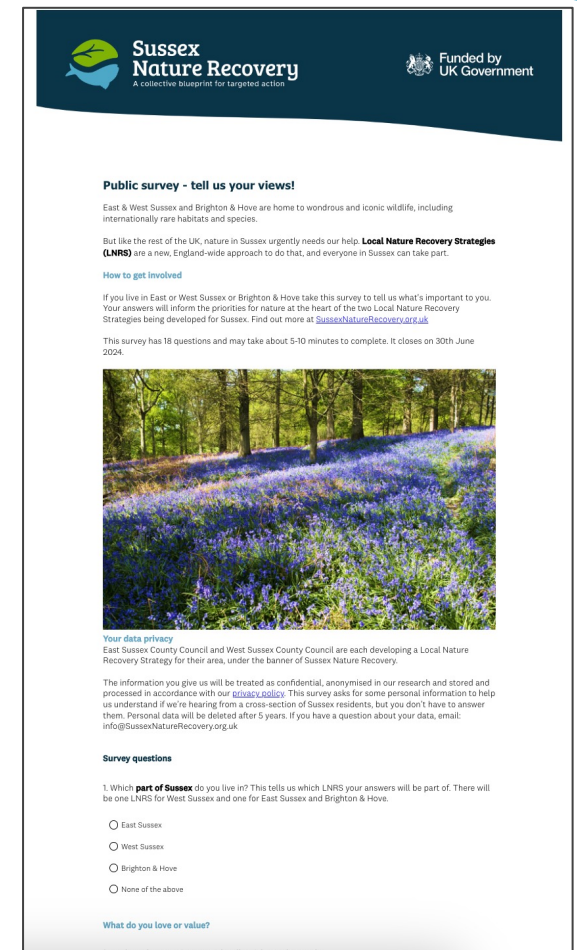 Sussex
Nature Recovery
A collective blueprint for targeted action
Funded by
UK Government
Public survey - tell us your views!
East & West Sussex and Brighton & Hove are home to wondrous and iconic wildlife, including
internationally rare habitats and species.
But like the rest of the UK, nature in Sussex urgently needs our help. Local Nature Recovery Strategies
(LNRS) are a new, England-wide approach to do that, and everyone in Sussex can take part.
How to get involved
If you live in East or West Sussex or Brighton & Hove take this survey to tell us what's important to you.
Your answers will inform the priorities for nature at the heart of the two Local Nature Recovery
Strategies being developed for Sussex. Find out more at SussexNatureRecovery.org.uk
This survey has 18 questions and may take about 5-10 minutes to complete. It closes on 30th June
2024.
Your data privacy
East Sussex County Council and West Sussex County Council are each developing a Local Nature
Recovery Strategy for their area, under the banner of Sussex Nature Recovery.
The information you give us will be treated as confidential, anonymised in our research and stored and
processed in accordance with our privacy policy. This survey asks for some personal information to help
us understand if we're hearing from a cross-section of Sussex residents, but you don't have to answer
them. Personal data will be deleted after 5 years. If you have a question about your data, email:
info@SussexNatureRecovery.org.uk
Survey questions
1. Which part of Sussex do you live in? This tells us which LNRS your answers will be part of. There will
be one LNRS for West Sussex and one for East Sussex and Brighton & Hove.
East Sussex
West Sussex
Brighton & Hove
None of the above
What do you love or value?